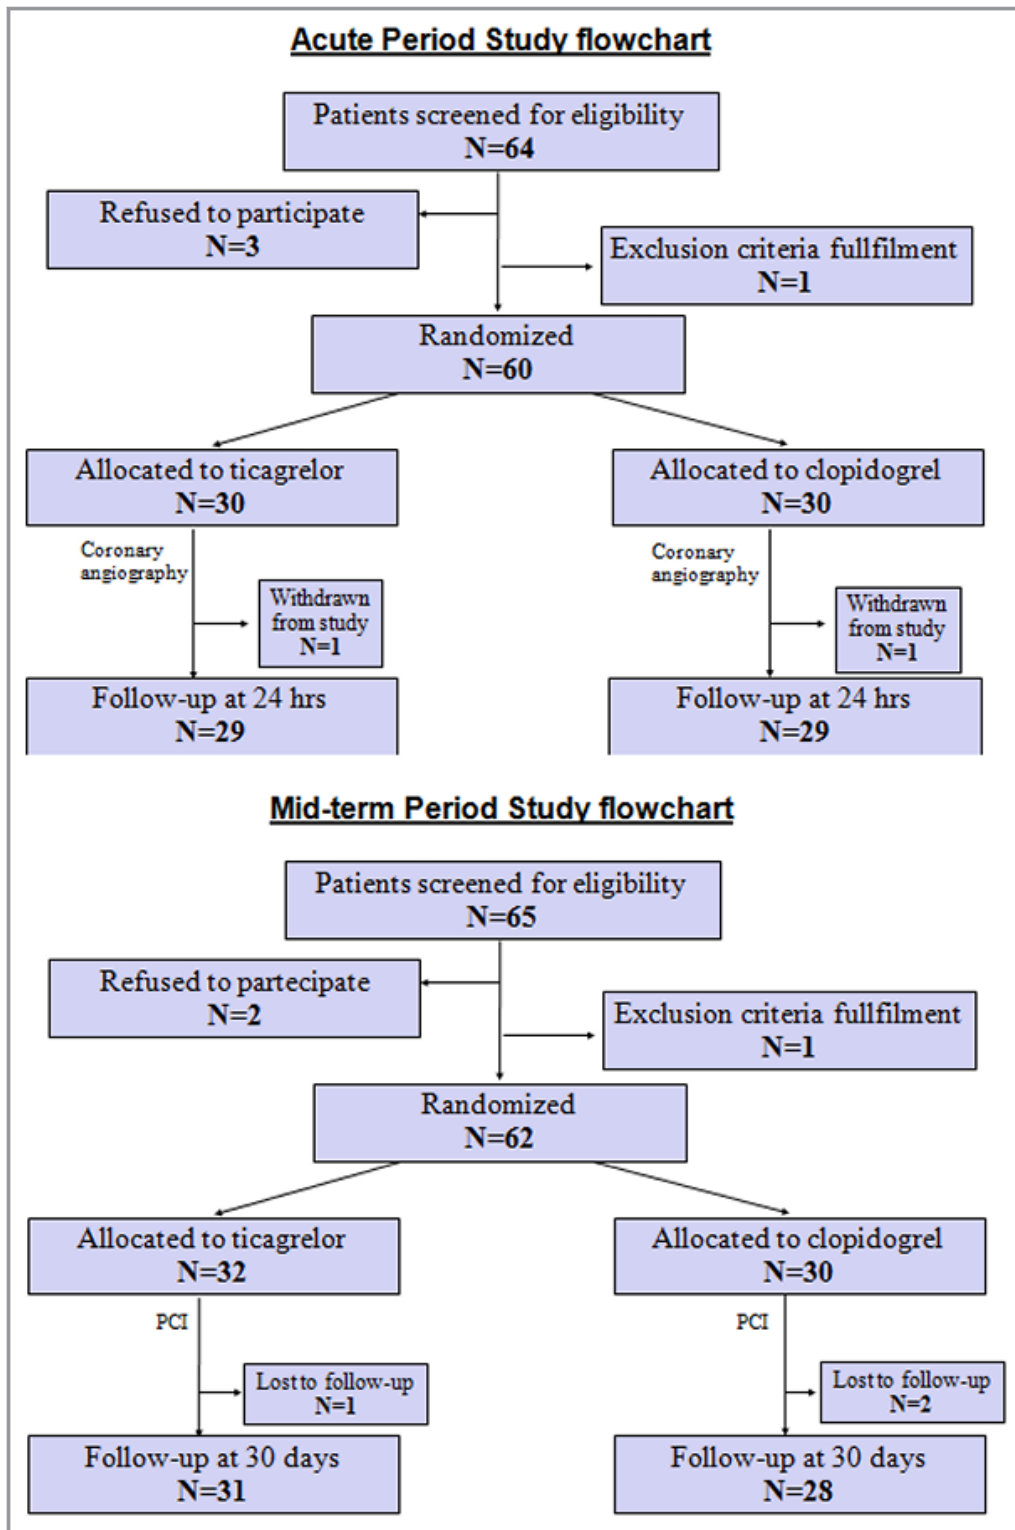 Acute Period Study flowchart
Patients screened for eligibility
N=64
Refused to participate
N=3
Exclusion criteria fullfilment
N=1
Randomized
N=60
Allocated to ticagrelor
N=30
Allocated to clopidogrel
N=30
Coronary
angiography
Withdrawn
from study
N=1
Coronary
angiography
Withdrawn
from study
N=1
Follow-up at 24 hrs
N=29
Follow-up at 24 hrs
N=29
Mid-term Period Study flowchart
Patients screened for eligibility
N=65
Refused to partecipate
N=2
Exclusion criteria fullfilment
N=1
Randomized
N=62
Allocated to ticagrelor
N=32
Allocated to clopidogrel
N=30
PCI
Lost to follow-up
N=1
PCI
Lost to follow-up
N=2
Follow-up at 30 days
N=31
Follow-up at 30 days
N=28